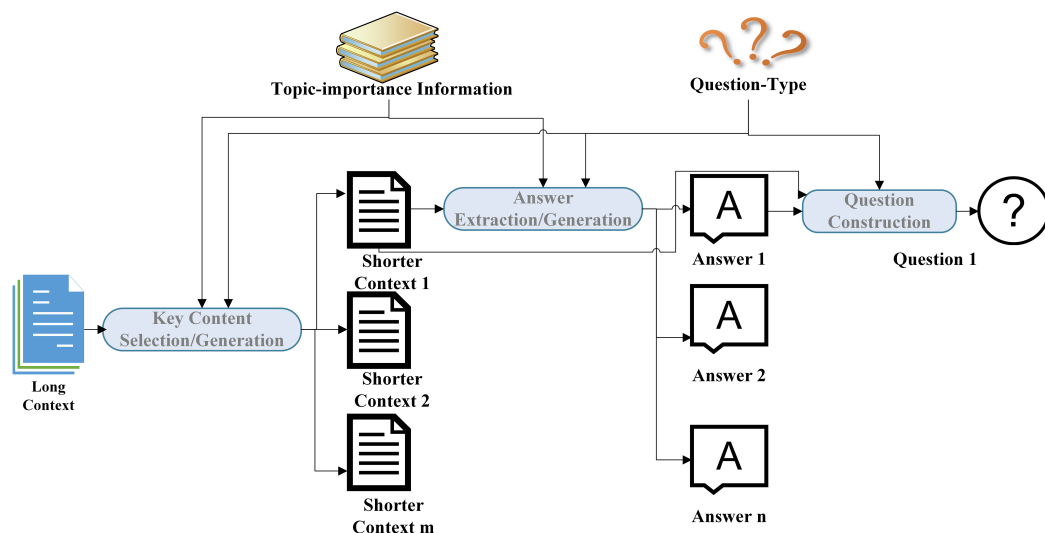 Topic-importance Information
Question-Type
Answer
Extraction/Generation
A
Question
Construction
?
Shorter
Context 1
Answer 1
Question 1
Key Content
Selection/Generation
A
Long
Context
Shorter
Context 2
Answer 2
A
Shorter
Context m
Answer n